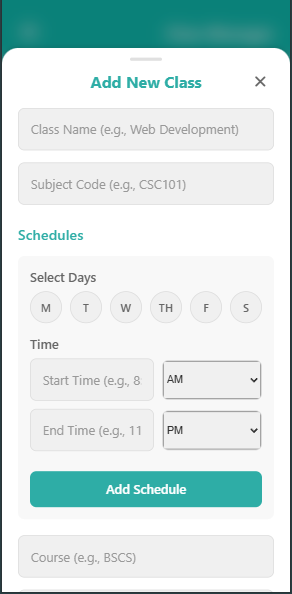 Add New Class ✕
Class Name (e.g., Web Development)
Subject Code (e.g., CSC101)
Schedules
Select Days
M T W TH F S
Time
Start Time (e.g., 8 AM
End Time (e.g., 11 PM
Add Schedule
Course (e.g., BSCS)